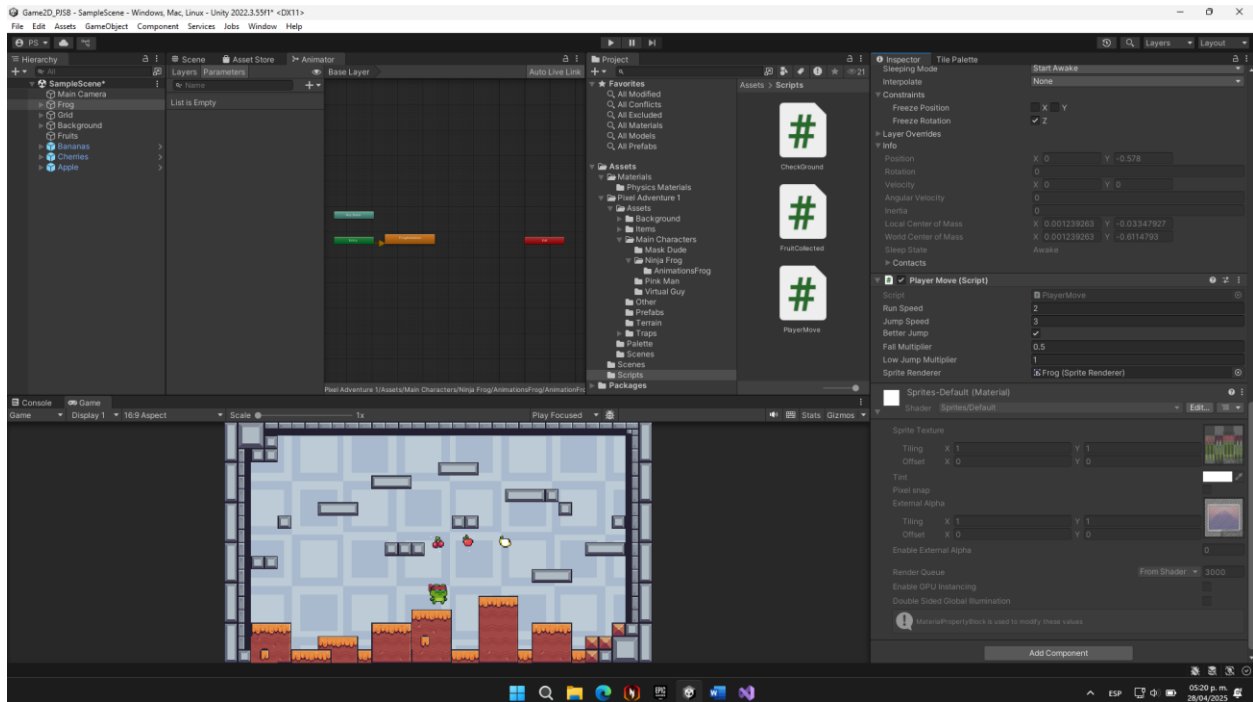 Game2D_PJSB - SampleScene - Windows, Mac, Linux - Unity 2022.3.55f1* <DX11>
File Edit Assets GameObject Component Services Jobs Window Help
PS
Layers Layout
Hierarchy
All
SampleScene*
Main Camera
Frog
Grid
Background
Fruits
Bananas
Cherries
Apple
Scene Asset Store Animator
Layers Parameters Base Layer Auto Live Link
Name
List is Empty
Pixel Adventure 1/Assets/Main Characters/Ninja Frog/AnimationsFrog/AnimationFro
Project
21
Favorites
All Modified
All Conflicts
All Excluded
All Materials
All Models
All Prefabs
Assets
Materials
Physics Materials
Pixel Adventure 1
Assets
Background
Items
Main Characters
Mask Dude
Ninja Frog
AnimationsFrog
Pink Man
Virtual Guy
Other
Prefabs
Terrain
Traps
Palette
Scenes
Scenes
Scripts
Packages
Assets > Scripts
CheckGround
FruitCollected
PlayerMove
Inspector Tile Palette
Sleeping Mode Start Awake
Interpolate None
Constraints
Freeze Position X Y
Freeze Rotation Z
Layer Overrides
Info
Position X 0 Y -0.578
Rotation 0
Velocity X 0 Y 0
Angular Velocity 0
Inertia 0
Local Center of Mass X 0.001239263 Y -0.03347927
World Center of Mass X 0.001239263 Y -0.6114793
Sleep State Awake
Contacts
Player Move (Script)
Script PlayerMove
Run Speed 2
Jump Speed 3
Better Jump
Fall Multiplier 0.5
Low Jump Multiplier 1
Sprite Renderer Frog (Sprite Renderer)
Sprites-Default (Material)
Shader Sprites/Default Edit...
Sprite Texture
Tiling X 1 Y 1
Offset X 0 Y 0
Tint
Pixel snap
External Alpha
Tiling X 1 Y 1
Offset X 0 Y 0
Enable External Alpha 0
Render Queue From Shader 3000
Enable GPU Instancing
Double Sided Global Illumination
MaterialPropertyBlock is used to modify these values
Add Component
Console Game
Game Display 1 16:9 Aspect Scale 1x Play Focused Stats Gizmos
ESP
05:20 p. m.
28/04/2025